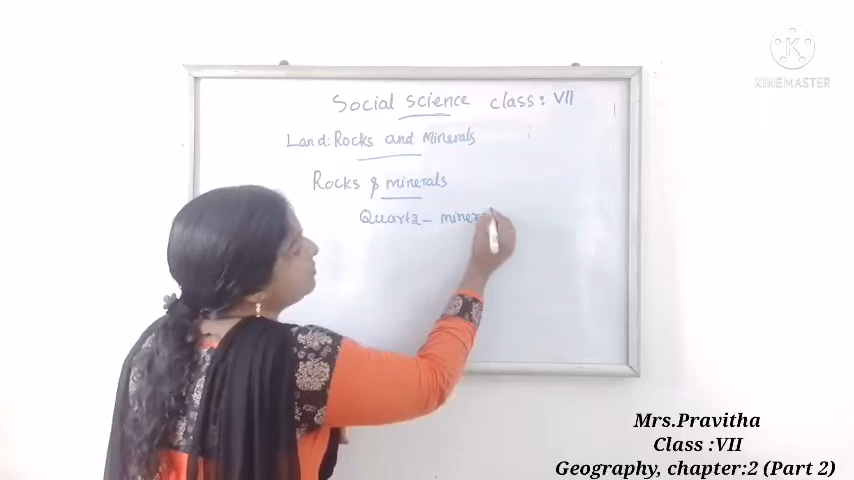 KINEMASTER
Social science class: VII
Land: Rocks and Minerals
Rocks & minerals
Quartz - minera
Mrs.Pravitha
Class :VII
Geography, chapter:2 (Part 2)